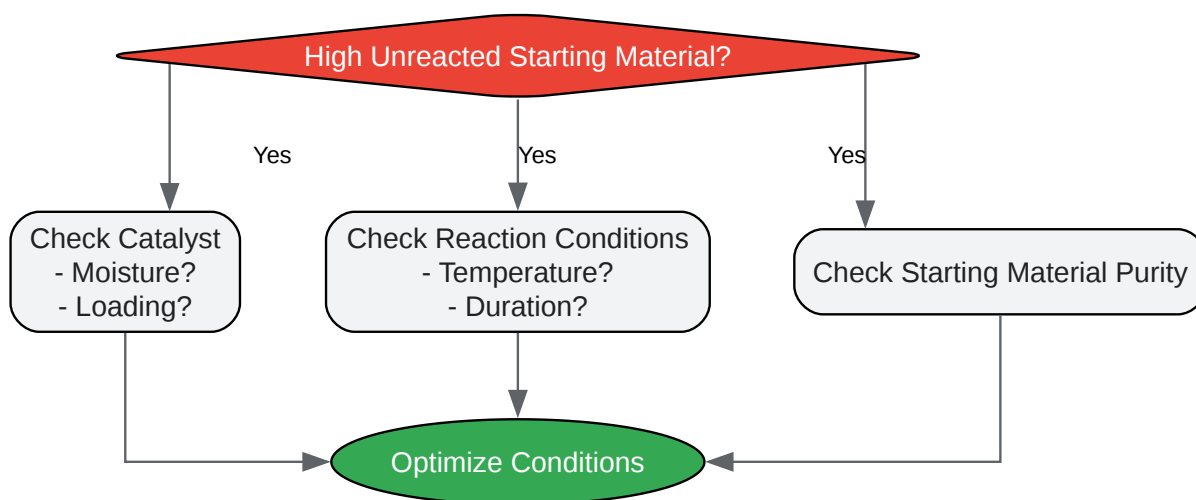 High Unreacted Starting Material?
Yes
Yes
Yes
Check Catalyst
- Moisture?
- Loading?
Check Reaction Conditions
- Temperature?
- Duration?
Check Starting Material Purity
Optimize Conditions